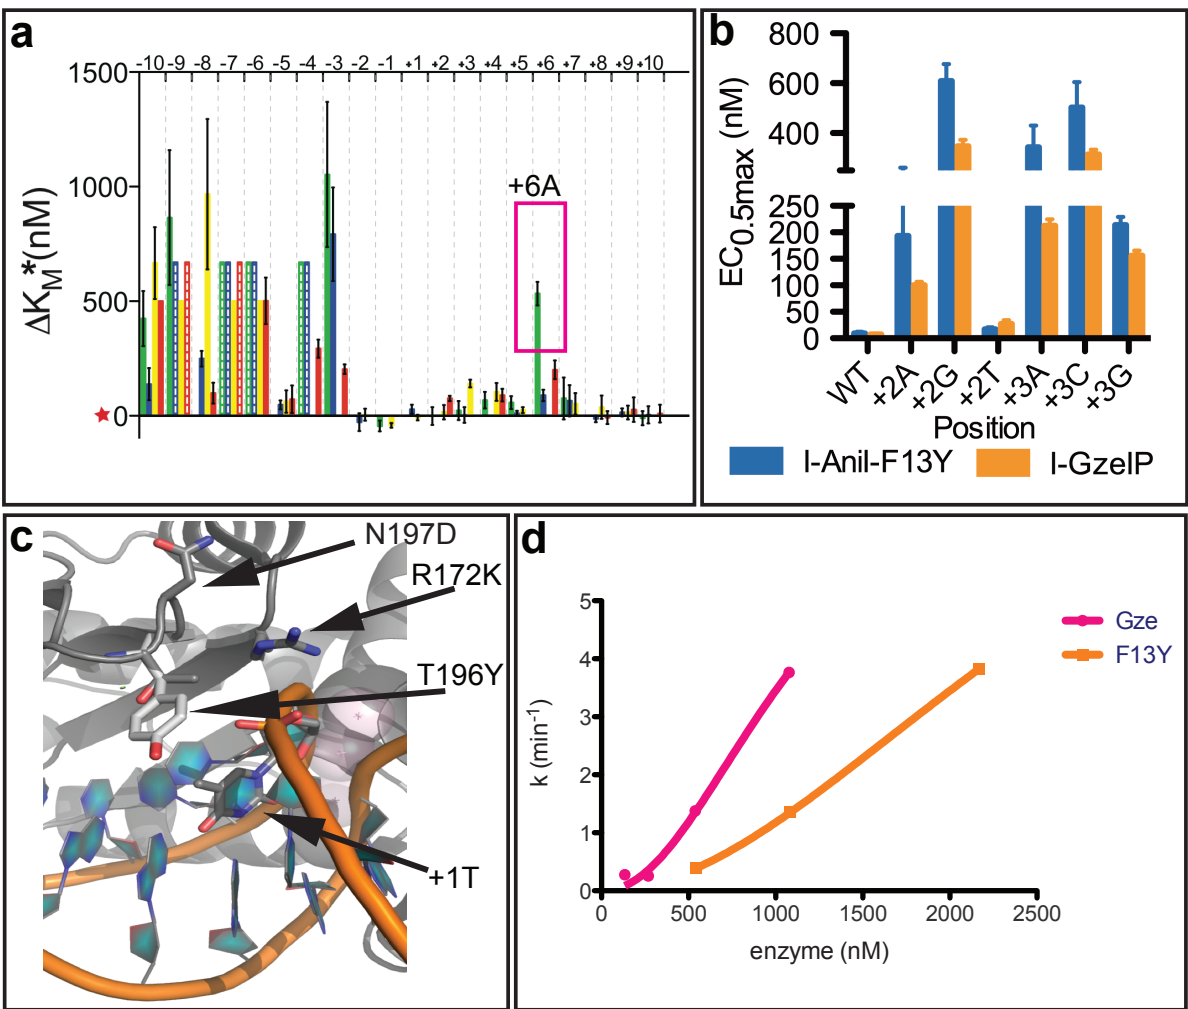 a
-10 -9 -8 -7 -6 -5 -4 -3 -2 -1 +1 +2 +3 +4 +5 +6 +7 +8 +9 +10
1500
1000
500
0
ΔKM*(nM)
+6A
b
800
600
400
250
200
150
100
50
0
EC0.5max (nM)
WT +2A +2G +2T +3A +3C +3G
Position
I-AniI-F13Y I-GzeIP
c
N197D
R172K
T196Y
+1T
d
5
4
3
2
1
0
k (min-1)
0 500 1000 1500 2000 2500
enzyme (nM)
Gze
F13Y